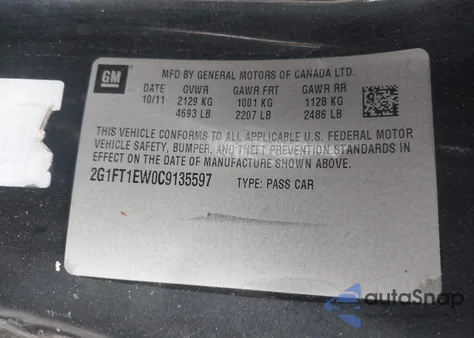 GM
MFD BY GENERAL MOTORS OF CANADA LTD.
DATE GVWR GAWR FRT GAWR RR
10/11 2129 KG 1001 KG 1128 KG
4693 LB 2207 LB 2486 LB
THIS VEHICLE CONFORMS TO ALL APPLICABLE U.S. FEDERAL MOTOR
VEHICLE SAFETY, BUMPER, AND THEFT PREVENTION STANDARDS IN
EFFECT ON THE DATE OF MANUFACTURE SHOWN ABOVE.
2G1FT1EW0C9135597 TYPE: PASS CAR
autoSnap